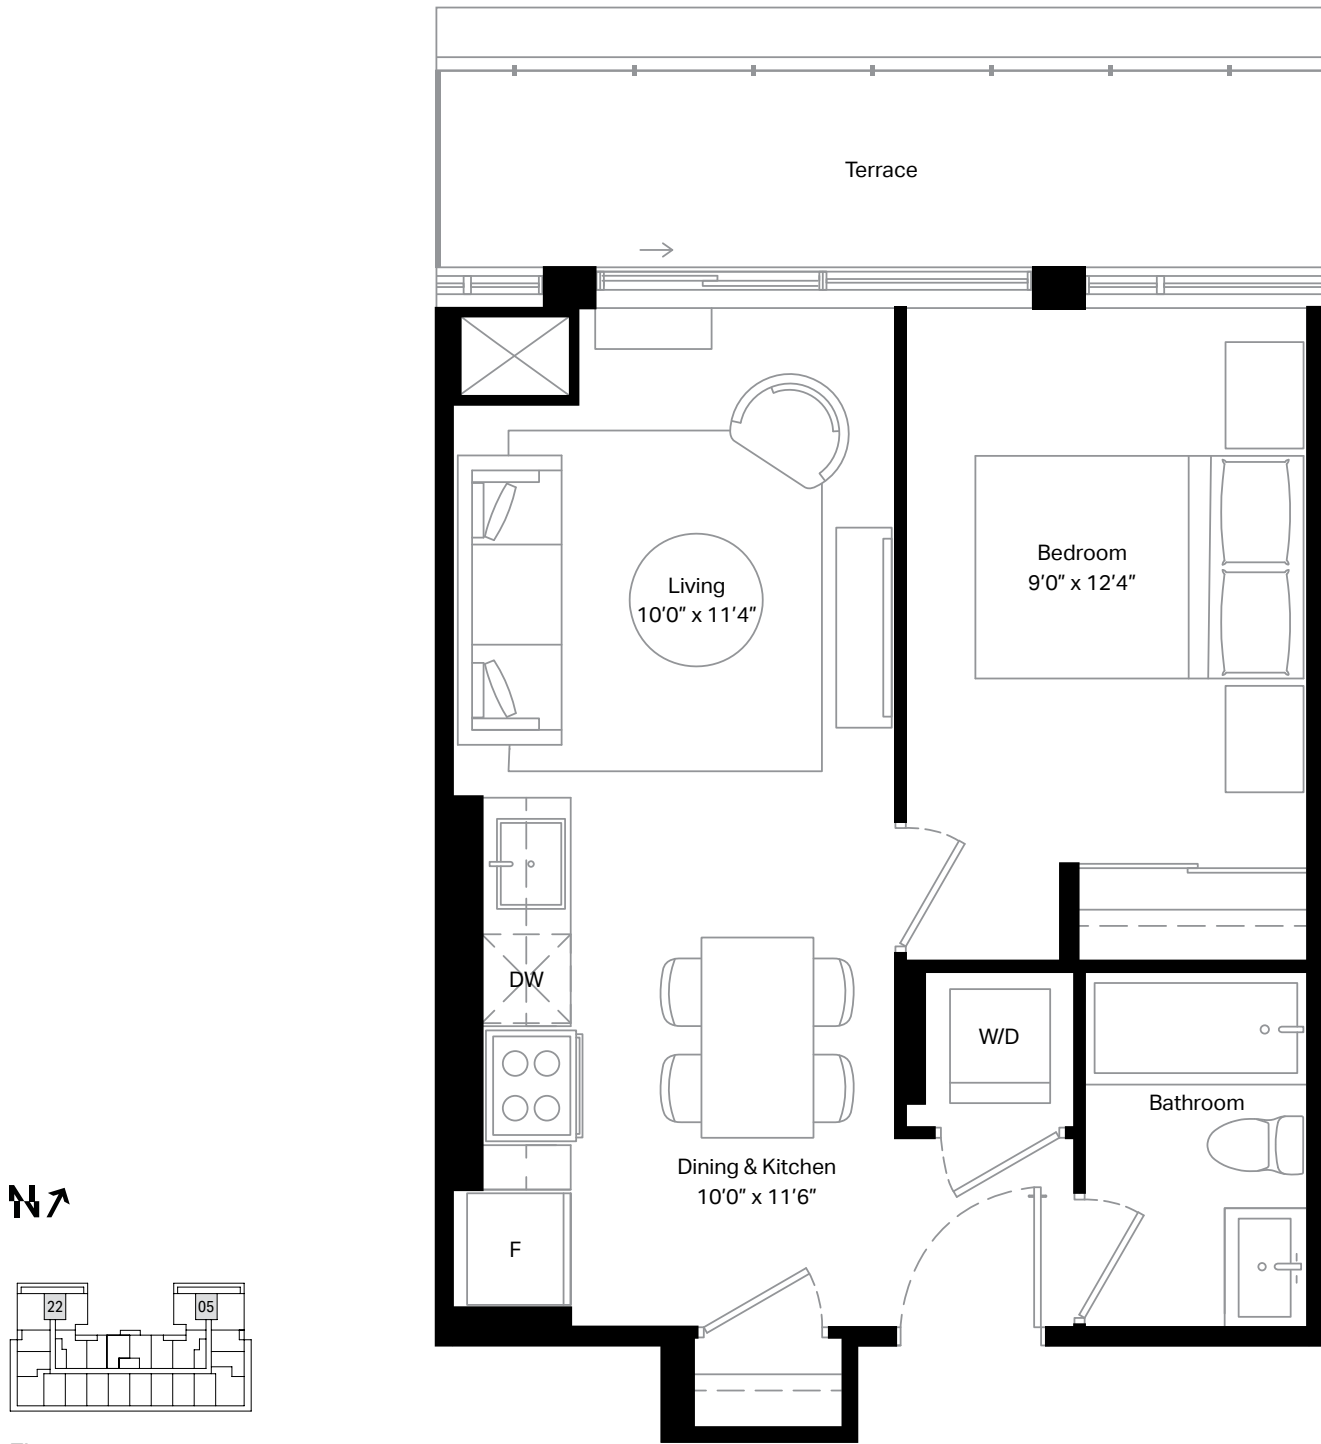 Terrace
Bedroom
9'0" x 12'4"
Living
10'0" x 11'4"
DW
W/D
Bathroom
Dining & Kitchen
10'0" x 11'6"
F
N
22
05